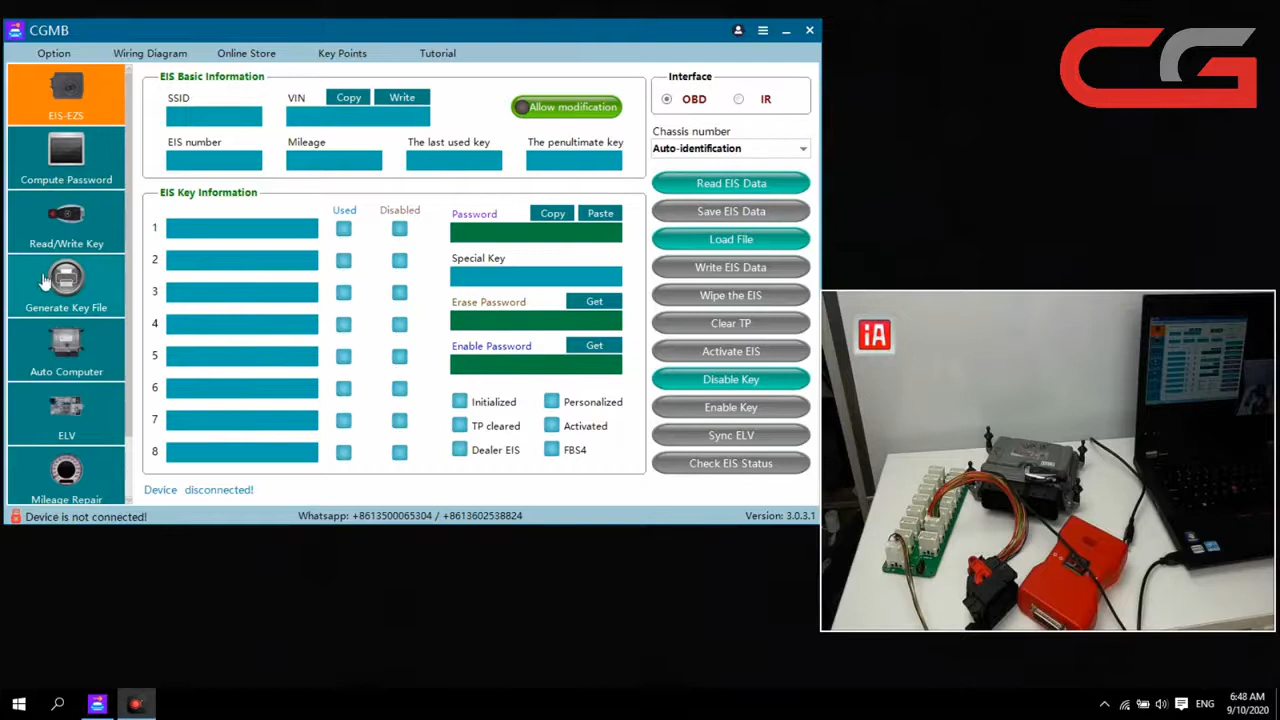 CGMB
Option
Wiring Diagram
Online Store
Key Points
Tutorial
EIS-EZS
Compute Password
Read/Write Key
Generate Key File
Auto Computer
ELV
Mileage Repair
EIS Basic Information
SSID
VIN
Copy
Write
Allow modification
EIS number
Mileage
The last used key
The penultimate key
EIS Key Information
Used
Disabled
1
2
3
4
5
6
7
8
Password
Copy
Paste
Special Key
Erase Password
Get
Enable Password
Get
Initialized
Personalized
TP cleared
Activated
Dealer EIS
FBS4
Interface
OBD
IR
Chassis number
Auto-identification
Read EIS Data
Save EIS Data
Load File
Write EIS Data
Wipe the EIS
Clear TP
Activate EIS
Disable Key
Enable Key
Sync ELV
Check EIS Status
Device disconnected!
Device is not connected!
Whatsapp: +8613500065304 / +8613602538824
Version: 3.0.3.1
CG
iA
ENG
6:48 AM
9/10/2020